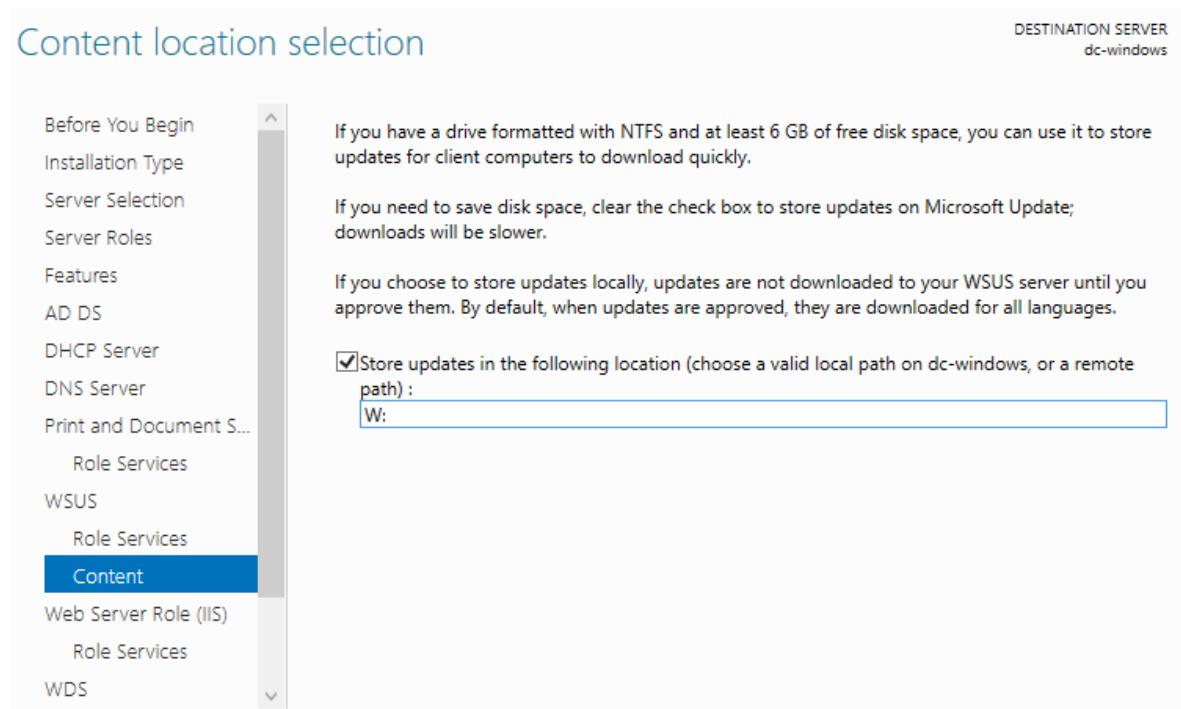 Content location selection
DESTINATION SERVER
dc-windows
Before You Begin
Installation Type
Server Selection
Server Roles
Features
AD DS
DHCP Server
DNS Server
Print and Document S...
Role Services
WSUS
Role Services
Content
Web Server Role (IIS)
Role Services
WDS
If you have a drive formatted with NTFS and at least 6 GB of free disk space, you can use it to store
updates for client computers to download quickly.
If you need to save disk space, clear the check box to store updates on Microsoft Update;
downloads will be slower.
If you choose to store updates locally, updates are not downloaded to your WSUS server until you
approve them. By default, when updates are approved, they are downloaded for all languages.
Store updates in the following location (choose a valid local path on dc-windows, or a remote
path) :
W: